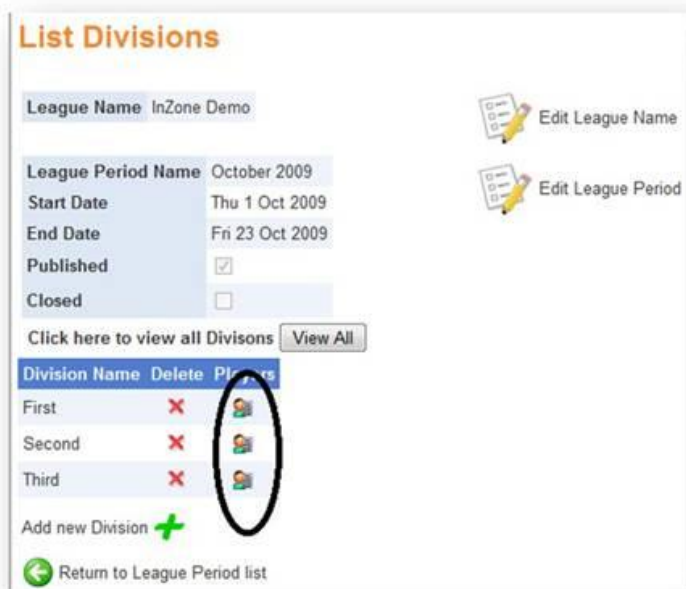 List Divisions
League Name InZone Demo
Edit League Name
League Period Name October 2009
Edit League Period
Start Date Thu 1 Oct 2009
End Date Fri 23 Oct 2009
Published
Closed
Click here to view all Divisons View All
Division Name Delete Players
First
Second
Third
Add new Division
Return to League Period list